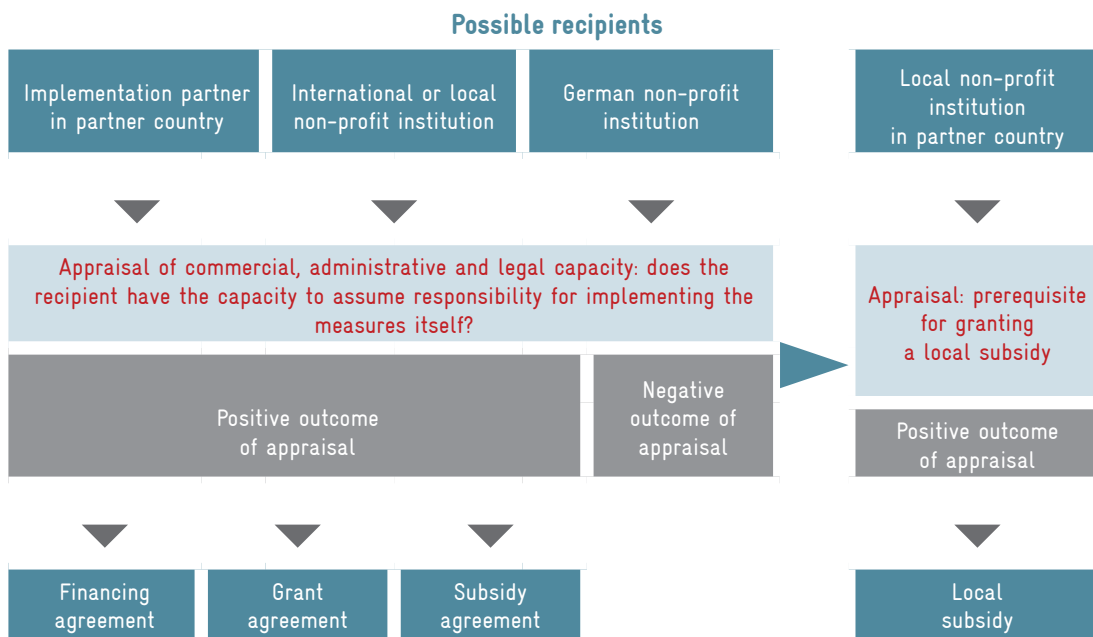 Possible recipients
Implementation partner
in partner country
International or local
non-profit institution
German non-profit
institution
Local non-profit
institution
in partner country
Appraisal of commercial, administrative and legal capacity: does the
recipient have the capacity to assume responsibility for implementing the
measures itself?
Appraisal: prerequisite
for granting
a local subsidy
Positive outcome
of appraisal
Negative
outcome of
appraisal
Positive outcome
of appraisal
Financing
agreement
Grant
agreement
Subsidy
agreement
Local
subsidy